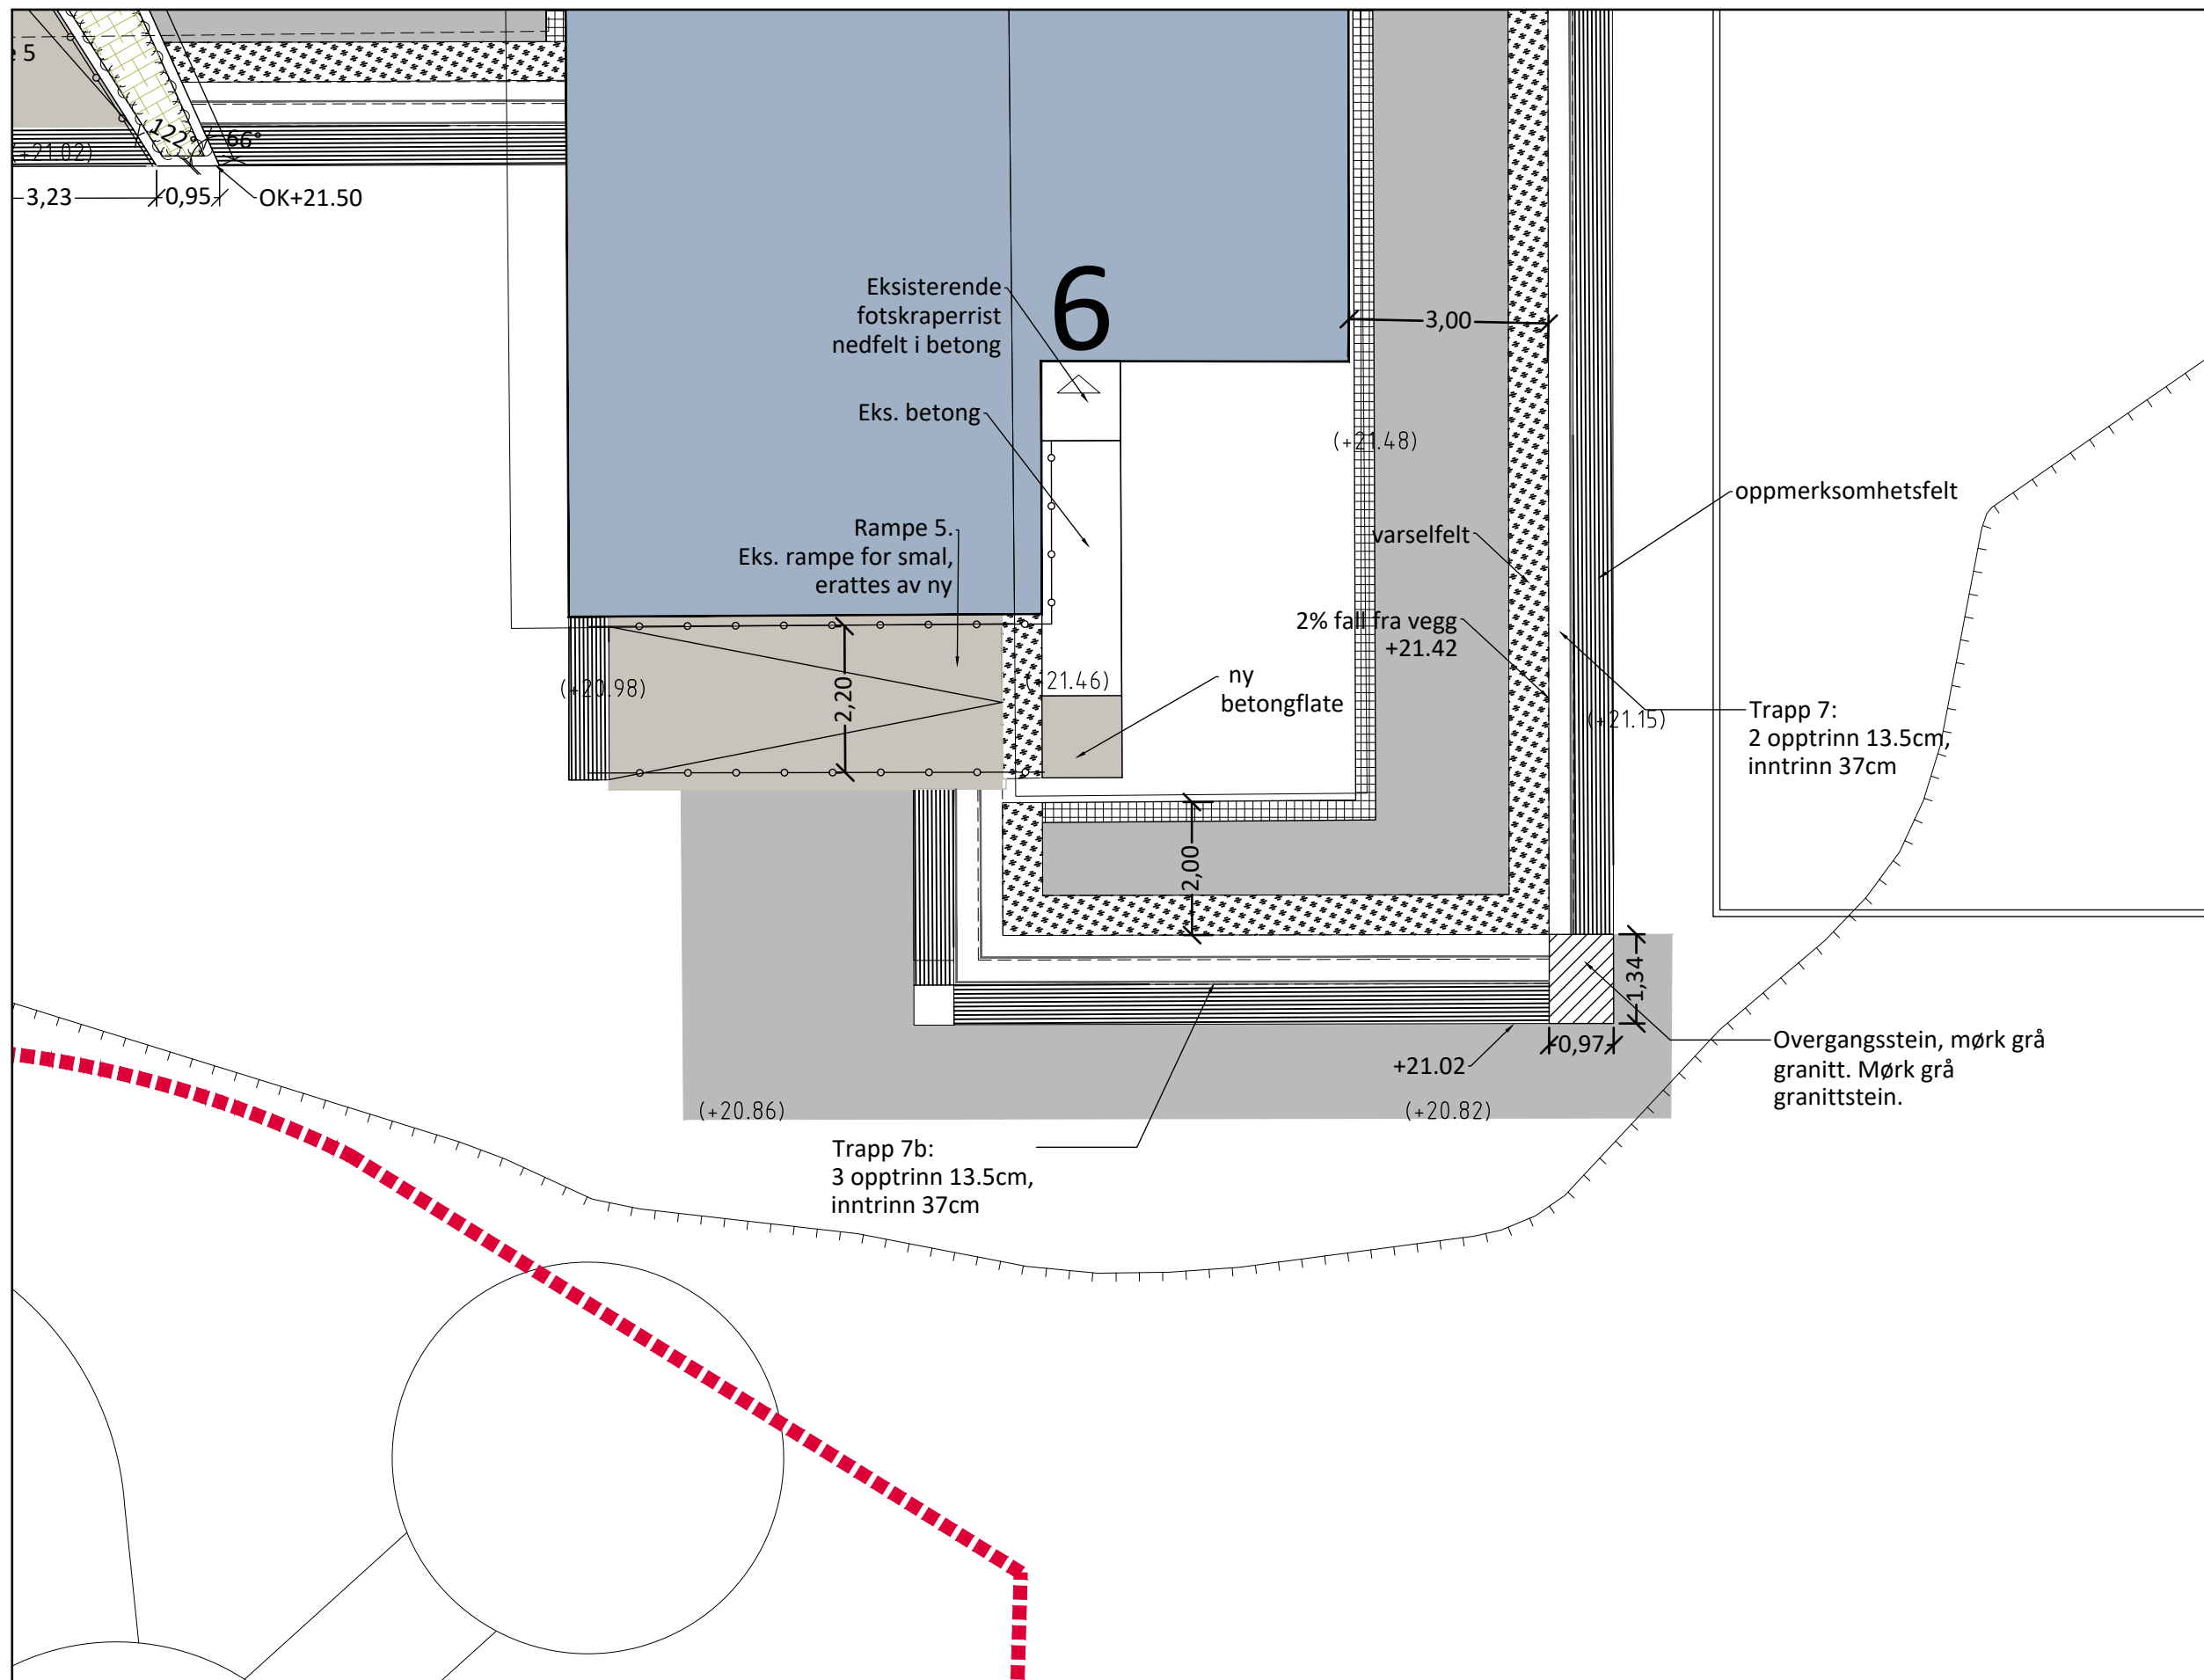 5
122°
66°
(+21.02)
3,23
0,95
OK+21.50
6
Eksisterende
fotskraperrist
nedfelt i betong
3,00
Eks. betong
(+21.48)
oppmerksomhetsfelt
Rampe 5.
Eks. rampe for smal,
erattes av ny
varselfelt
2% fall fra vegg
+21.42
(+20.98)
2,20
(+21.46)
ny
betongflate
(+21.15)
Trapp 7:
2 opptrinn 13.5cm,
inntrinn 37cm
2,00
1,34
0,97
+21.02
Overgangsstein, mørk grå
granitt. Mørk grå
granittstein.
(+20.86)
(+20.82)
Trapp 7b:
3 opptrinn 13.5cm,
inntrinn 37cm